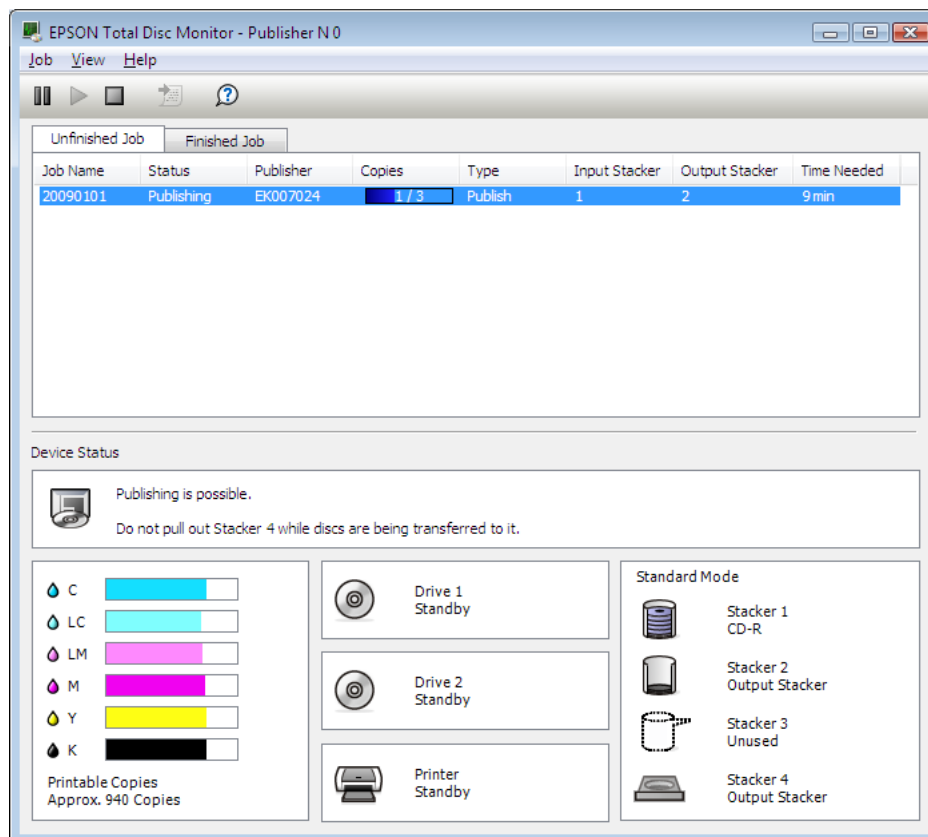 EPSON Total Disc Monitor - Publisher N 0
Job View Help
Unfinished Job Finished Job
Job Name Status Publisher Copies Type Input Stacker Output Stacker Time Needed
20090101 Publishing EK007024 1 / 3 Publish 1 2 9 min
Device Status
Publishing is possible.
Do not pull out Stacker 4 while discs are being transferred to it.
C
LC
LM
M
Y
K
Printable Copies
Approx. 940 Copies
Drive 1
Standby
Drive 2
Standby
Printer
Standby
Standard Mode
Stacker 1
CD-R
Stacker 2
Output Stacker
Stacker 3
Unused
Stacker 4
Output Stacker